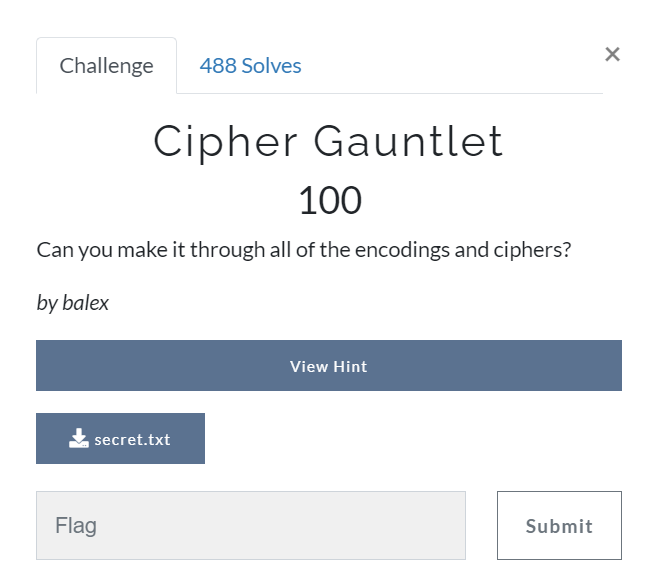 Challenge
488 Solves
×
Cipher Gauntlet
100
Can you make it through all of the encodings and ciphers?
by balex
View Hint
secret.txt
Flag
Submit